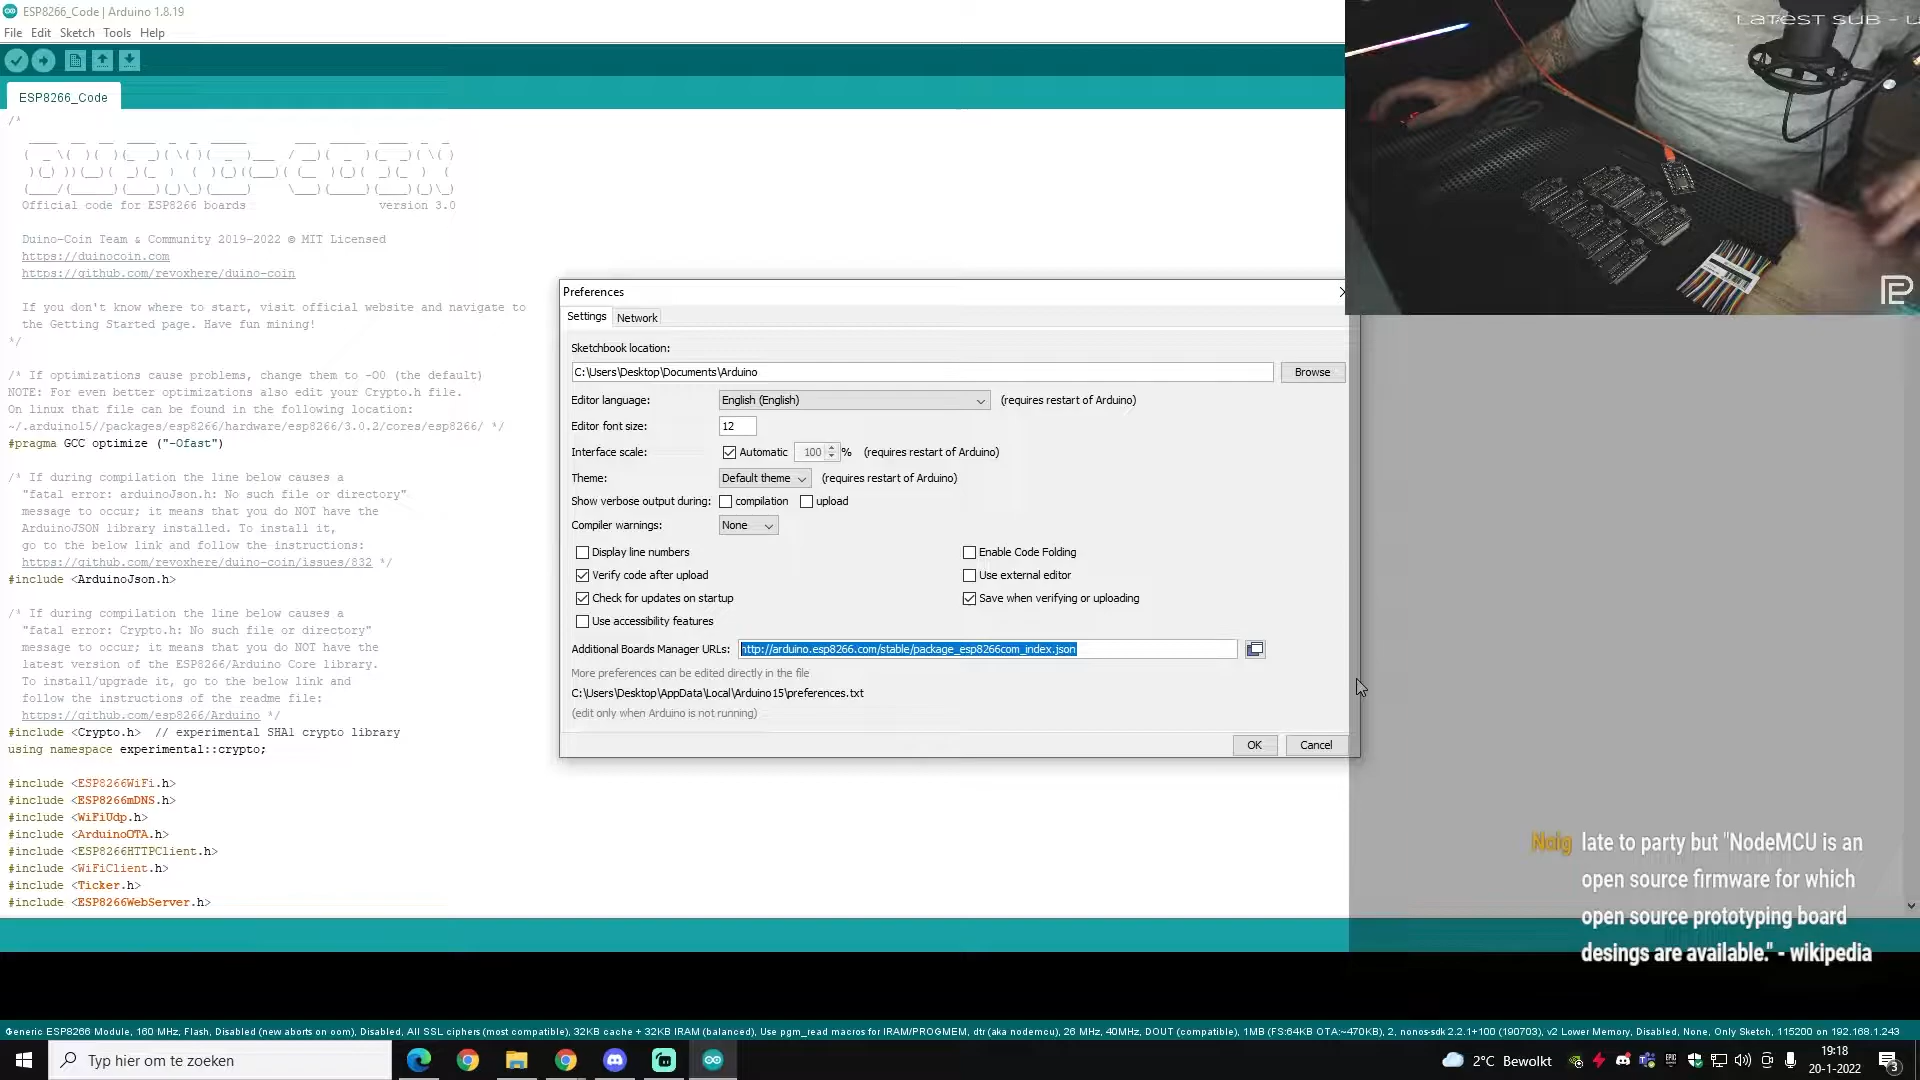 ESP8266_Code | Arduino 1.8.19
File Edit Sketch Tools Help
ESP8266_Code
/*
Official code for ESP8266 boards version 3.0
Duino-Coin Team & Community 2019-2022 © MIT Licensed
https://duinocoin.com
https://github.com/revoxhere/duino-coin
If you don't know where to start, visit official website and navigate to
the Getting Started page. Have fun mining!
*/
/* If optimizations cause problems, change them to -O0 (the default)
NOTE: For even better optimizations also edit your Crypto.h file.
On linux that file can be found in the following location:
~/.arduino15//packages/esp8266/hardware/esp8266/3.0.2/cores/esp8266/ */
#pragma GCC optimize ("-Ofast")
/* If during compilation the line below causes a
"fatal error: arduinoJson.h: No such file or directory"
message to occur; it means that you do NOT have the
ArduinoJSON library installed. To install it,
go to the below link and follow the instructions:
https://github.com/revoxhere/duino-coin/issues/832 */
#include <ArduinoJson.h>
/* If during compilation the line below causes a
"fatal error: Crypto.h: No such file or directory"
message to occur; it means that you do NOT have the
latest version of the ESP8266/Arduino Core library.
To install/upgrade it, go to the below link and
follow the instructions of the readme file:
https://github.com/esp8266/Arduino */
#include <Crypto.h> // experimental SHA1 crypto library
using namespace experimental::crypto;
#include <ESP8266WiFi.h>
#include <ESP8266mDNS.h>
#include <WiFiUdp.h>
#include <ArduinoOTA.h>
#include <ESP8266HTTPClient.h>
#include <WiFiClient.h>
#include <Ticker.h>
#include <ESP8266WebServer.h>
Preferences
Settings Network
Sketchbook location:
C:\Users\Desktop\Documents\Arduino Browse
Editor language: English (English) (requires restart of Arduino)
Editor font size: 12
Interface scale: Automatic 100 % (requires restart of Arduino)
Theme: Default theme (requires restart of Arduino)
Show verbose output during: compilation upload
Compiler warnings: None
Display line numbers Enable Code Folding
Verify code after upload Use external editor
Check for updates on startup Save when verifying or uploading
Use accessibility features
Additional Boards Manager URLs: http://arduino.esp8266.com/stable/package_esp8266com_index.json
More preferences can be edited directly in the file
C:\Users\Desktop\AppData\Local\Arduino15\preferences.txt
(edit only when Arduino is not running)
OK Cancel
LATEST SUB - 
Naig late to party but "NodeMCU is an
open source firmware for which
open source prototyping board
desings are available." - wikipedia
Generic ESP8266 Module, 160 MHz, Flash, Disabled (new aborts on oom), Disabled, All SSL ciphers (most compatible), 32KB cache + 32KB IRAM (balanced), Use pgm_read macros for IRAM/PROGMEM, dtr (aka nodemcu), 26 MHz, 40MHz, DOUT (compatible), 1MB (FS:64KB OTA:~470KB), 2, nonos-sdk 2.2.1+100 (190703), v2 Lower Memory, Disabled, None, Only Sketch, 115200 on 192.168.1.243
Typ hier om te zoeken
2°C Bewolkt
19:18
20-1-2022
3